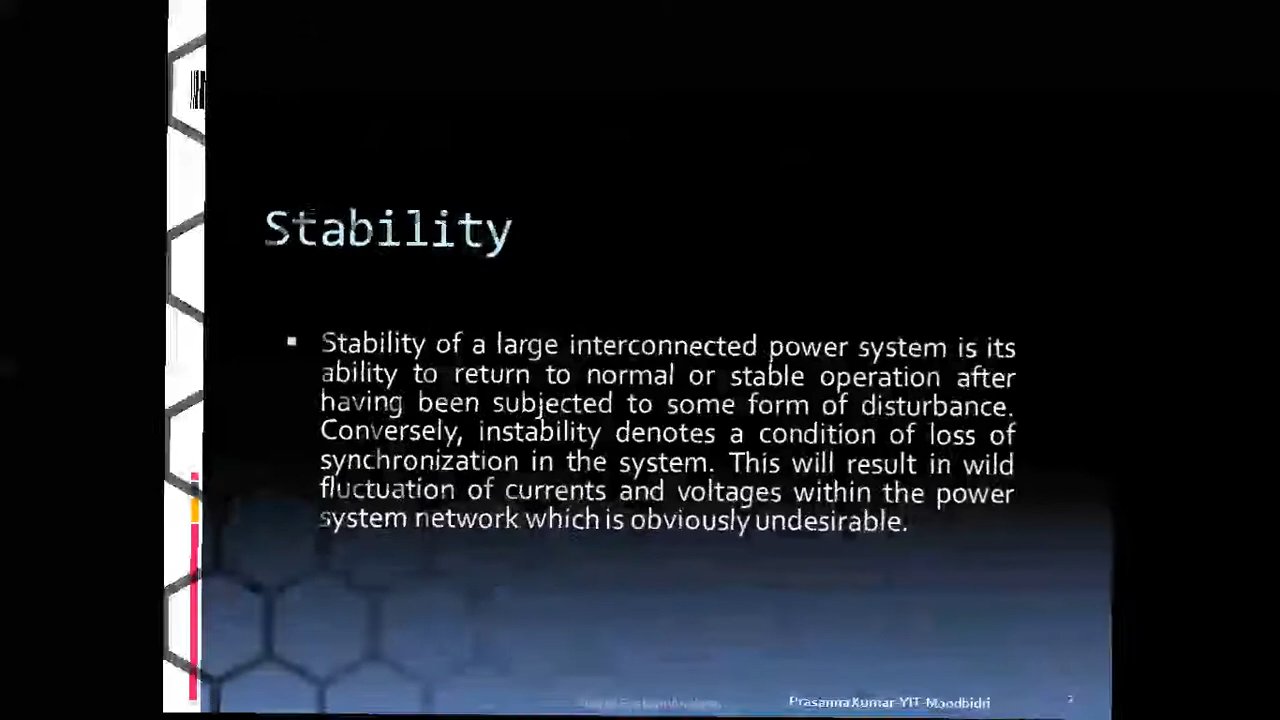 Stability
▪ Stability of a large interconnected power system is its
ability to return to normal or stable operation after
having been subjected to some form of disturbance.
Conversely, instability denotes a condition of loss of
synchronization in the system. This will result in wild
fluctuation of currents and voltages within the power
system network which is obviously undesirable.
Prasanna Kumar-YIT-Moodbidri